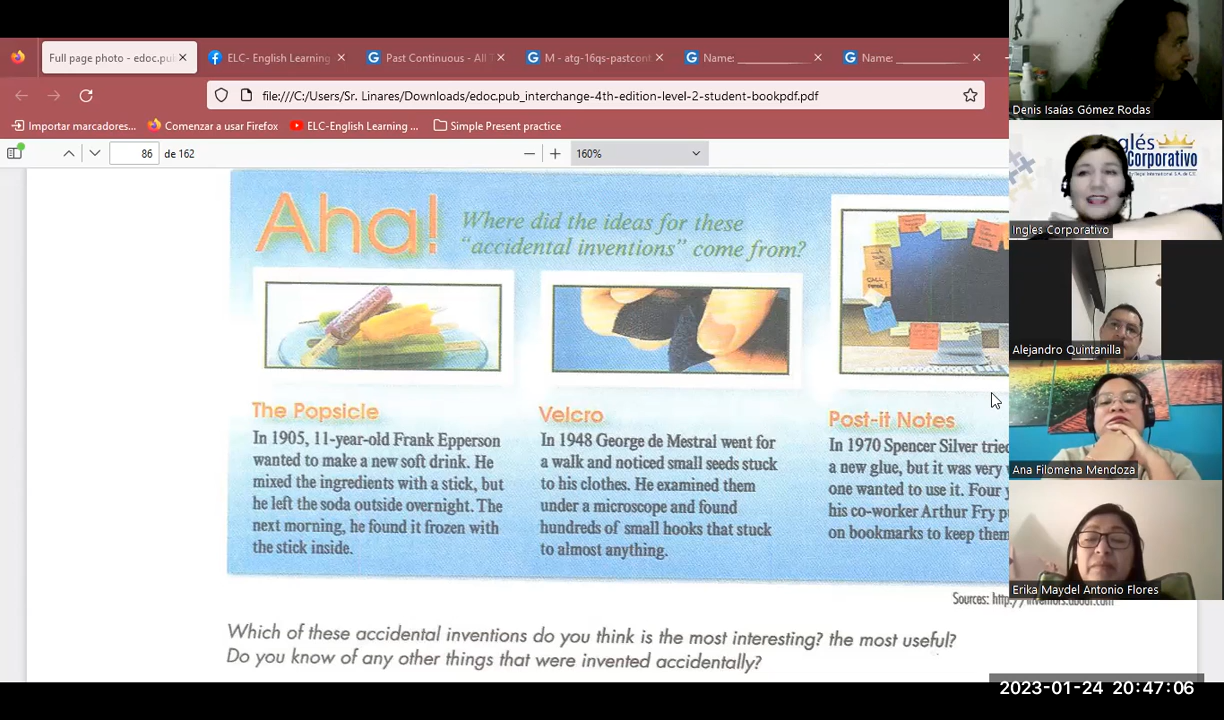 Full page photo - edoc.pu
ELC- English Learning
Past Continuous - All
M - atg-16qs-pastcont
Name: ____________
Name: ____________
file:///C:/Users/Sr. Linares/Downloads/edoc.pub_interchange-4th-edition-level-2-student-bookpdf.pdf
Importar marcadores...
Comenzar a usar Firefox
ELC-English Learning ...
Simple Present practice
86 de 162
160%
Aha!
Where did the ideas for these
"accidental inventions" come from?
The Popsicle
In 1905, 11-year-old Frank Epperson
wanted to make a new soft drink. He
mixed the ingredients with a stick, but
he left the soda outside overnight. The
next morning, he found it frozen with
the stick inside.
Velcro
In 1948 George de Mestral went for
a walk and noticed small seeds stuck
to his clothes. He examined them
under a microscope and found
hundreds of small hooks that stuck
to almost anything.
Post-it Notes
In 1970 Spencer Silver tried
a new glue, but it was very
one wanted to use it. Four
his co-worker Arthur Fry
on bookmarks to keep them
Sources: http://inventors.about.com
Which of these accidental inventions do you think is the most interesting? the most useful?
Do you know of any other things that were invented accidentally?
Denis Isaías Gómez Rodas
glés
Corporativo
Ingles Corporativo
Alejandro Quintanilla
Ana Filomena Mendoza
Erika Maydel Antonio Flores
2023-01-24 20:47:06